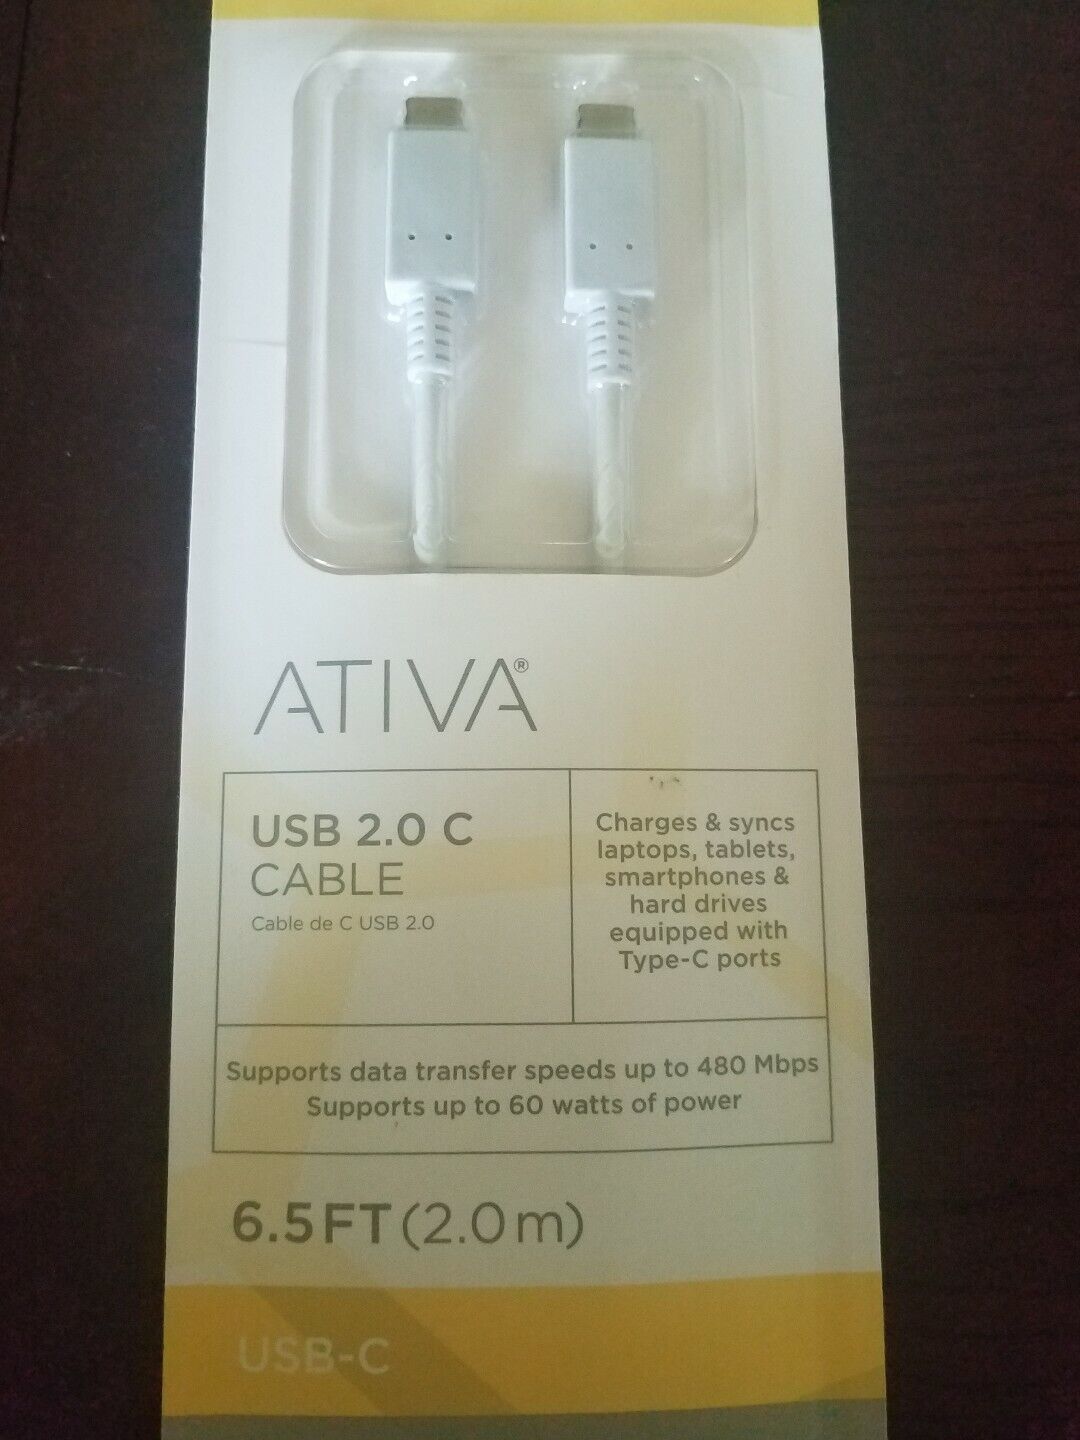 ATIVA®
USB 2.0 C
CABLE
Cable de C USB 2.0
Charges & syncs
laptops, tablets,
smartphones &
hard drives
equipped with
Type-C ports
Supports data transfer speeds up to 480 Mbps
Supports up to 60 watts of power
6.5FT (2.0m)
USB-C